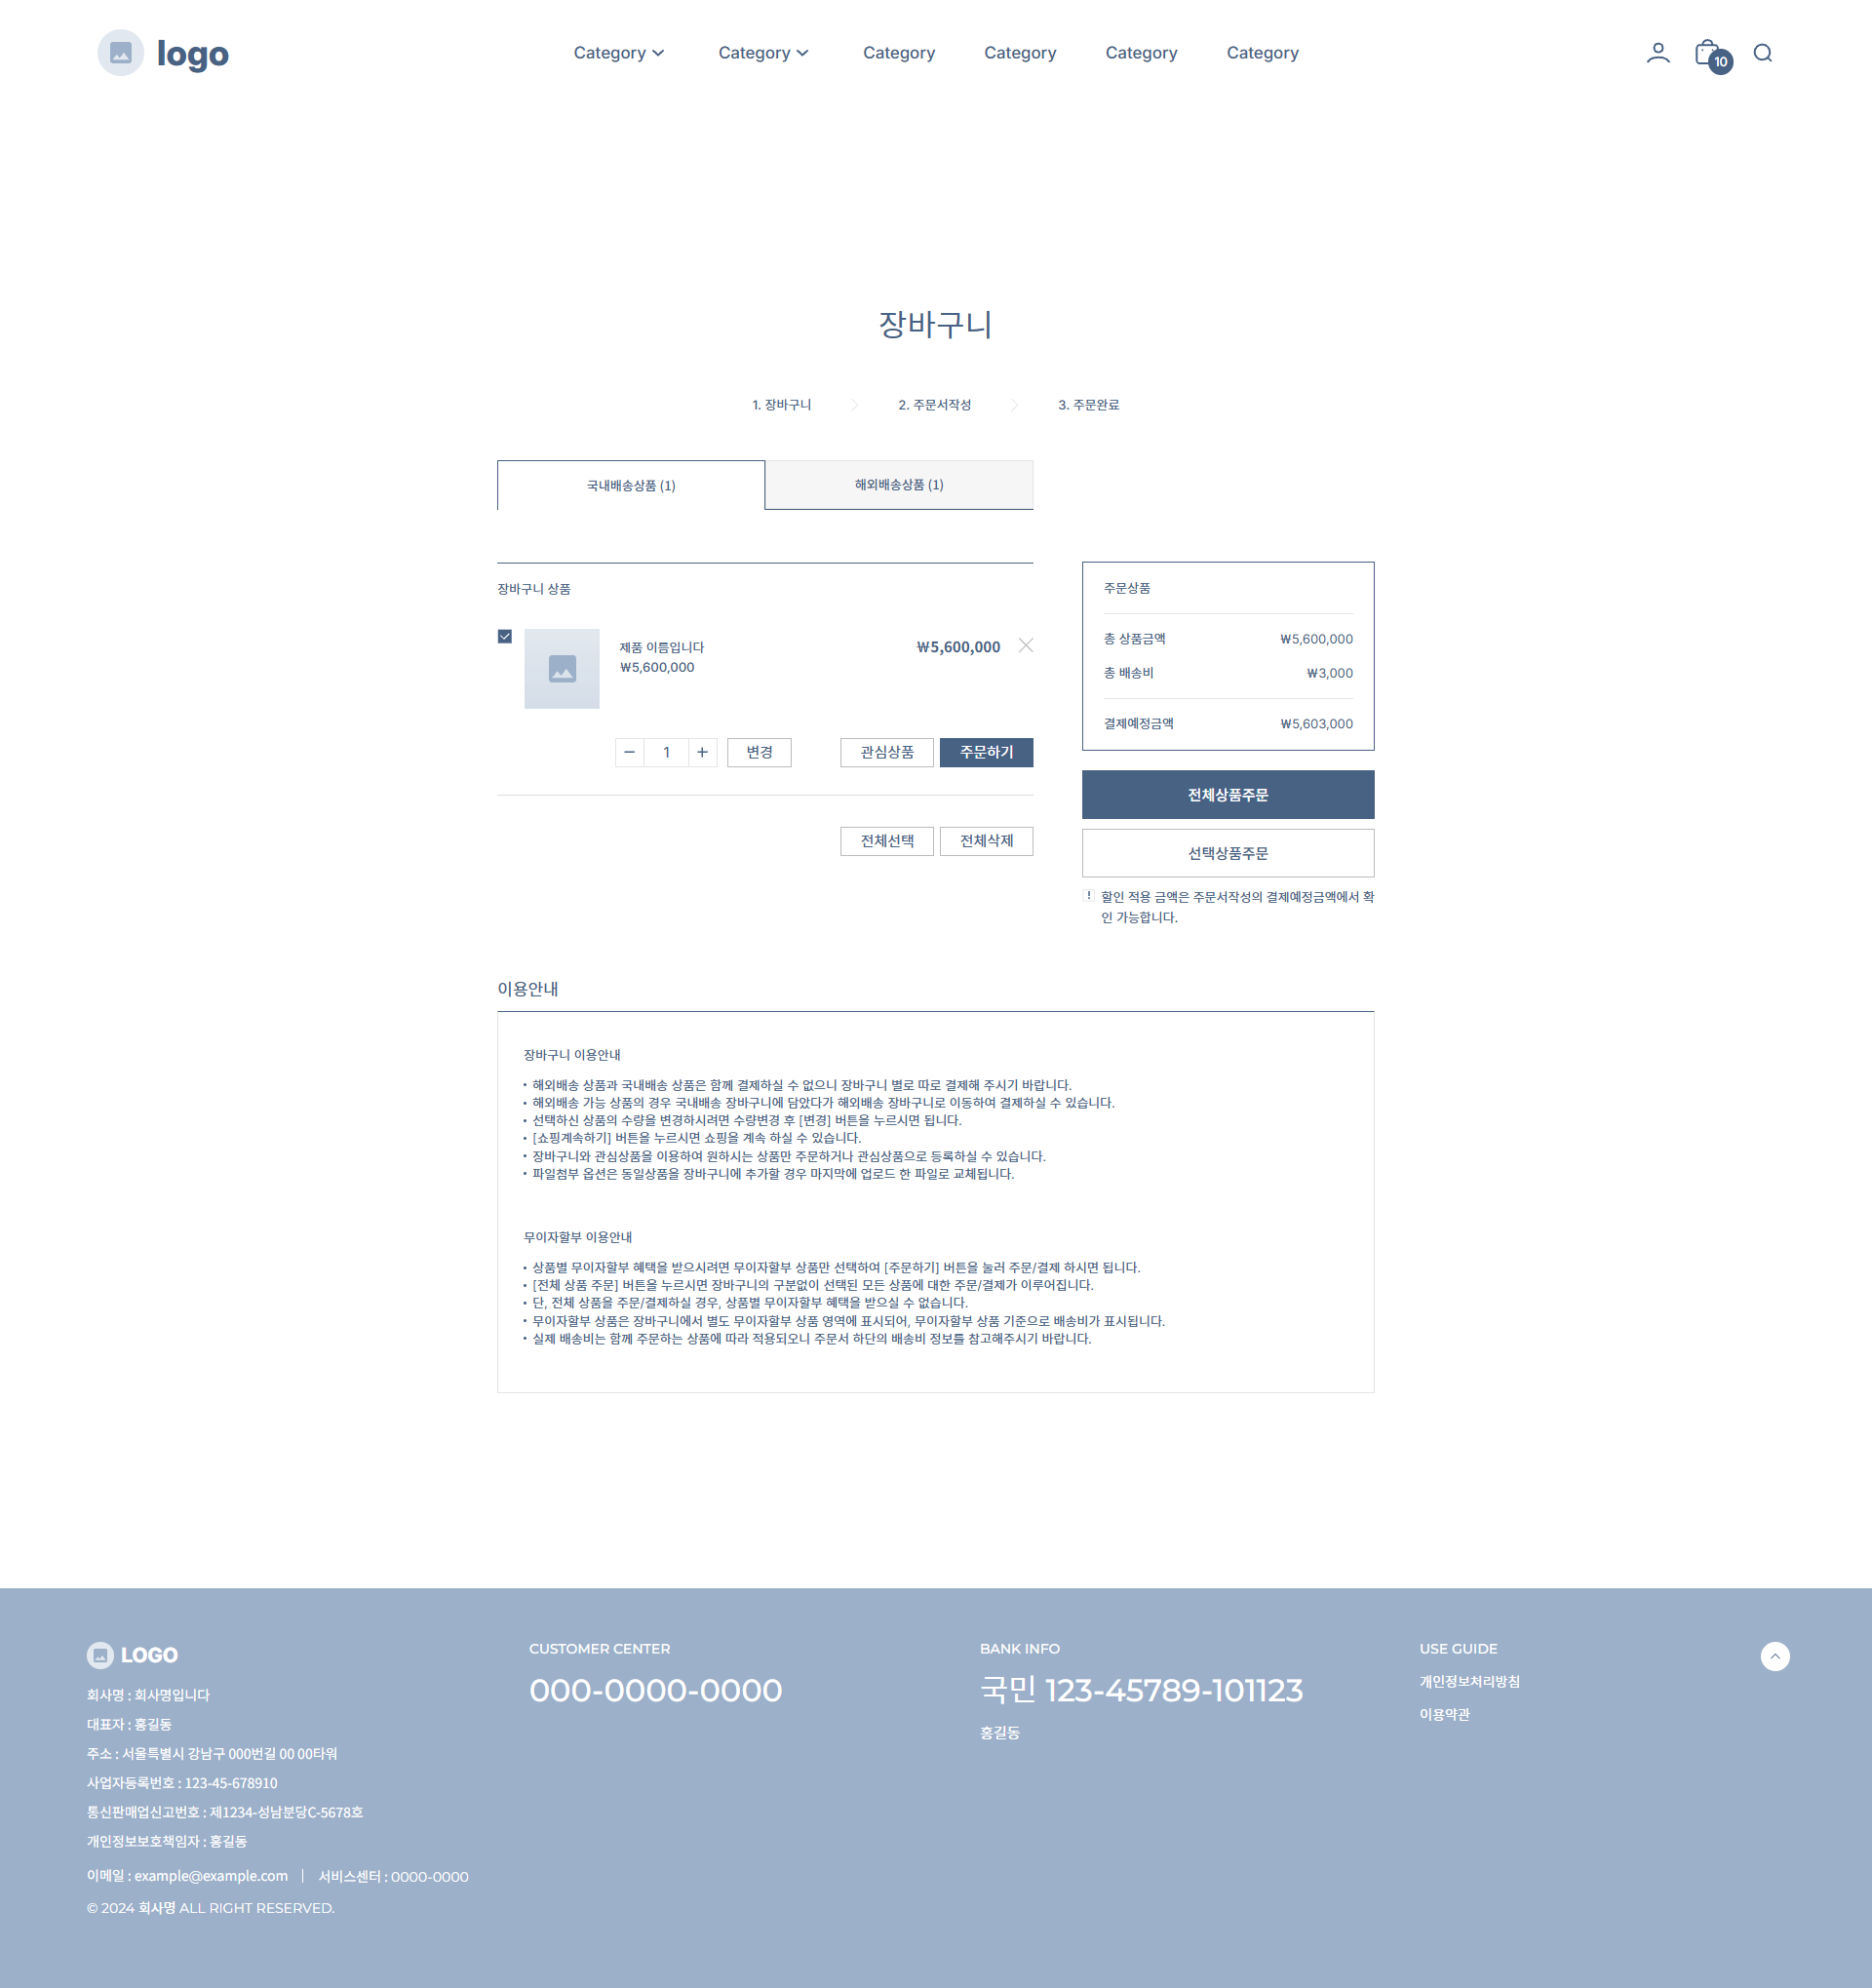 logo
Category Category Category Category Category Category
10
장바구니
1. 장바구니 2. 주문서작성 3. 주문완료
국내배송상품 (1) 해외배송상품 (1)
장바구니 상품
제품 이름입니다 ₩5,600,000
₩5,600,000
1 변경 관심상품 주문하기
전체선택 전체삭제
주문상품
총 상품금액 ₩5,600,000
총 배송비 ₩3,000
결제예정금액 ₩5,603,000
전체상품주문
선택상품주문
할인 적용 금액은 주문서작성의 결제예정금액에서 확
인 가능합니다.
이용안내
장바구니 이용안내
• 해외배송 상품과 국내배송 상품은 함께 결제하실 수 없으니 장바구니 별로 따로 결제해 주시기 바랍니다.
• 해외배송 가능 상품의 경우 국내배송 장바구니에 담았다가 해외배송 장바구니로 이동하여 결제하실 수 있습니다.
• 선택하신 상품의 수량을 변경하시려면 수량변경 후 [변경] 버튼을 누르시면 됩니다.
• [쇼핑계속하기] 버튼을 누르시면 쇼핑을 계속 하실 수 있습니다.
• 장바구니와 관심상품을 이용하여 원하시는 상품만 주문하거나 관심상품으로 등록하실 수 있습니다.
• 파일첨부 옵션은 동일상품을 장바구니에 추가할 경우 마지막에 업로드 한 파일로 교체됩니다.
무이자할부 이용안내
• 상품별 무이자할부 혜택을 받으시려면 무이자할부 상품만 선택하여 [주문하기] 버튼을 눌러 주문/결제 하시면 됩니다.
• [전체 상품 주문] 버튼을 누르시면 장바구니의 구분없이 선택된 모든 상품에 대한 주문/결제가 이루어집니다.
• 단, 전체 상품을 주문/결제하실 경우, 상품별 무이자할부 혜택을 받으실 수 없습니다.
• 무이자할부 상품은 장바구니에서 별도 무이자할부 상품 영역에 표시되어, 무이자할부 상품 기준으로 배송비가 표시됩니다.
• 실제 배송비는 함께 주문하는 상품에 따라 적용되오니 주문서 하단의 배송비 정보를 참고해주시기 바랍니다.
LOGO
회사명 : 회사명입니다
대표자 : 홍길동
주소 : 서울특별시 강남구 000번길 00 00타워
사업자등록번호 : 123-45-678910
통신판매업신고번호 : 제1234-성남분당C-5678호
개인정보보호책임자 : 홍길동
이메일 : example@example.com | 서비스센터 : 0000-0000
© 2024 회사명 ALL RIGHT RESERVED.
CUSTOMER CENTER
000-0000-0000
BANK INFO
국민 123-45789-101123
홍길동
USE GUIDE
개인정보처리방침
이용약관